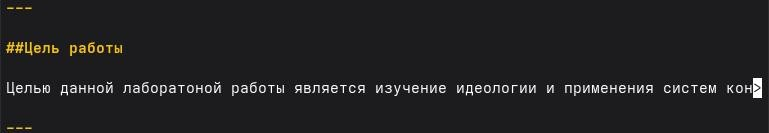 ---
##Цель работы
Целью данной лаборатоной работы является изучение идеологии и применения систем кон>
---